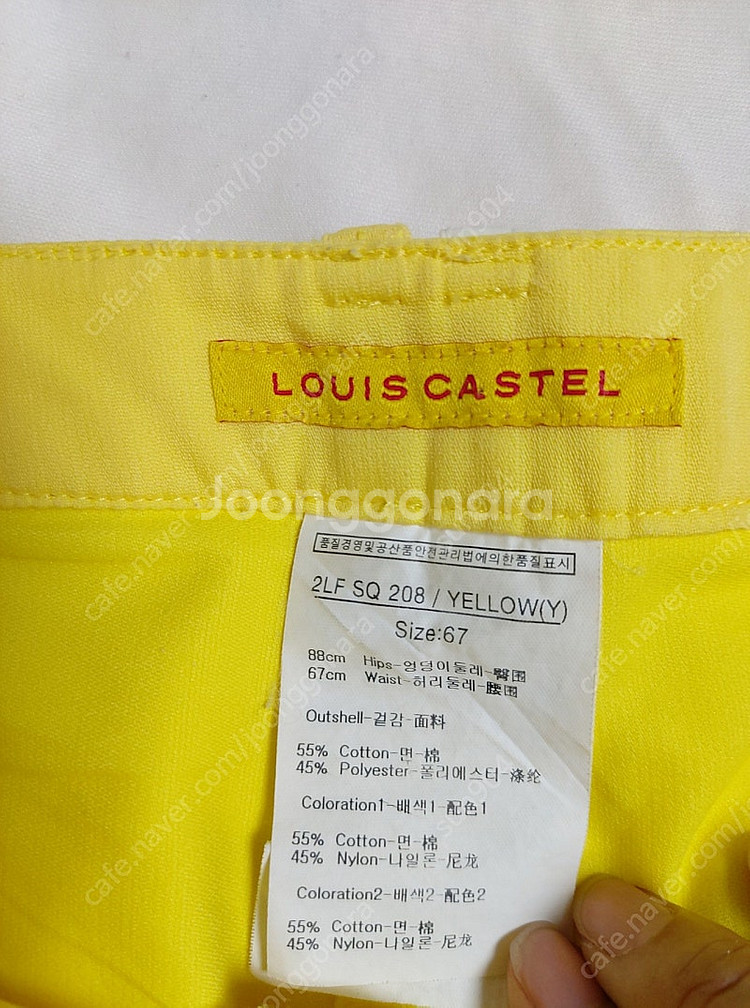 LOUIS CASTEL
Joonggonara
품질경영및공산품안전관리법에의한품질표시
2LF SQ 208 / YELLOW(Y)
Size:67
88cm Hips-엉덩이둘레-臀围
67cm Waist-허리둘레-腰围
Outshell-겉감-面料
55% Cotton-면-棉
45% Polyester-폴리에스터-涤纶
Coloration1-배색1-配色1
55% Cotton-면-棉
45% Nylon-나일론-尼龙
Coloration2-배색2-配色2
55% Cotton-면-棉
45% Nylon-나일론-尼龙
cafe.naver.com/joonggonara